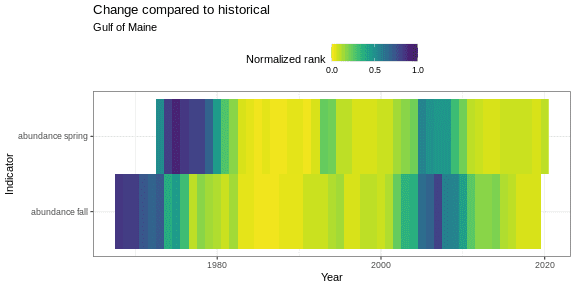 Change compared to historical
Gulf of Maine
Normalized rank
0.0 0.5 1.0
Indicator
abundance spring
abundance fall
1980 2000 2020
Year